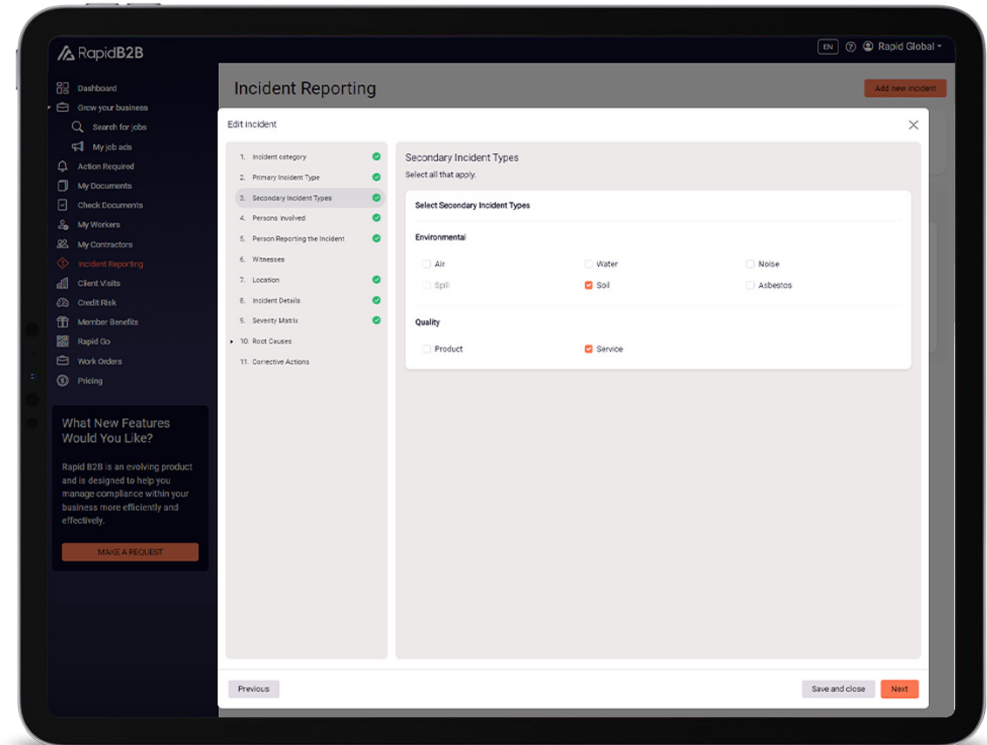 RapidB2B
EN
Rapid Global
Dashboard
Grow your business
Search for jobs
My job ads
Action Required
My Documents
Check Documents
My Workers
My Contractors
Incident Reporting
Client Visits
Credit Risk
Member Benefits
Rapid Go
Work Orders
Pricing
What New Features
Would You Like?
Rapid B2B is an evolving product
and is designed to help you
manage compliance within your
business more efficiently and
effectively.
MAKE A REQUEST
Incident Reporting
Add new incident
Edit incident
1. Incident category
2. Primary Incident Type
3. Secondary Incident Types
4. Persons Involved
5. Person Reporting the Incident
6. Witnesses
7. Location
8. Incident Details
9. Severity Matrix
10. Root Causes
11. Corrective Actions
Secondary Incident Types
Select all that apply.
Select Secondary Incident Types
Environmental
Air Water Noise
Spill Soil Asbestos
Quality
Product Service
Previous
Save and close
Next